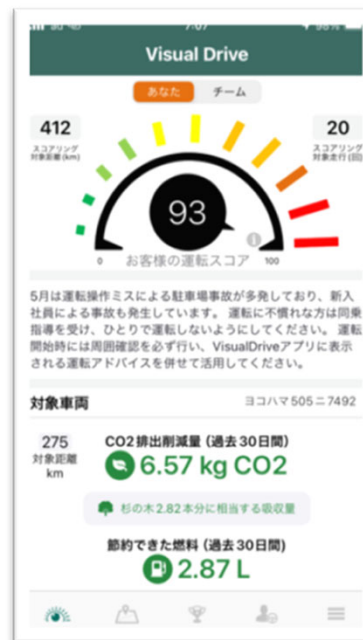 7:07
98%
Visual Drive
あなた チーム
412
スコアリング
対象距離(km)
20
スコアリング
対象走行(回)
93
0
100
お客様の運転スコア
5月は運転操作ミスによる駐車場事故が多発しており、新入
社員による事故も発生しています。 運転に不慣れな方は同乗
指導を受け、ひとりで運転しないようにしてください。 運転
開始時には周囲確認を必ず行い、VisualDriveアプリに表示
される運転アドバイスを併せて活用してください。
対象車両
ヨコハマ505ニ7492
275
対象距離
km
CO2排出削減量 (過去30日間)
6.57 kg CO2
杉の木2.82本分に相当する吸収量
節約できた燃料 (過去30日間)
2.87 L